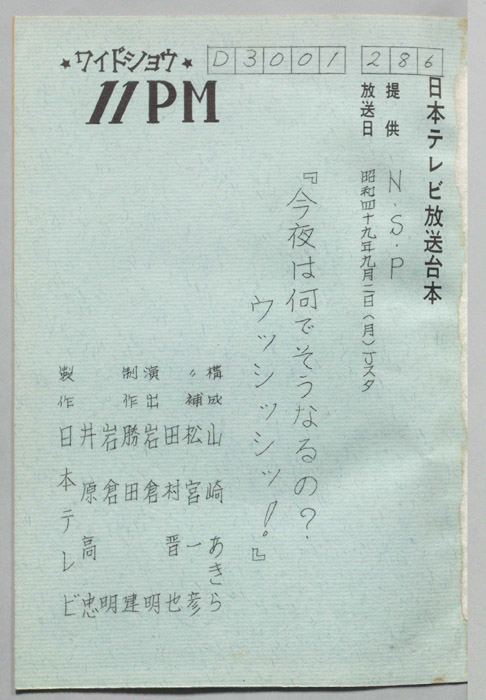 日本テレビ放送台本
D3001 286
提供 N.S.P
放送日 昭和四十九年九月二日(月)Jスタ
★ワイドショウ★
11PM
『今夜は何でそうなるの?
ウッシッシッ!。』
構成 山崎あきら
〃補 松宮一彦
田村晋也
演出 岩倉明
制作 勝田建
岩倉明
井原高忠
製作 日本テレビ